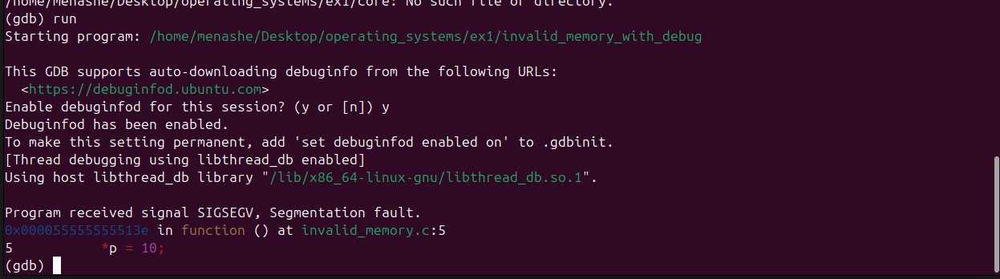 /home/menashe/Desktop/operating_systems/ex1/core: No such file or directory.
(gdb) run
Starting program: /home/menashe/Desktop/operating_systems/ex1/invalid_memory_with_debug
This GDB supports auto-downloading debuginfo from the following URLs:
<https://debuginfod.ubuntu.com>
Enable debuginfod for this session? (y or [n]) y
Debuginfod has been enabled.
To make this setting permanent, add 'set debuginfod enabled on' to .gdbinit.
[Thread debugging using libthread_db enabled]
Using host libthread_db library "/lib/x86_64-linux-gnu/libthread_db.so.1".
Program received signal SIGSEGV, Segmentation fault.
0x000055555555513e in function () at invalid_memory.c:5
5 *p = 10;
(gdb)